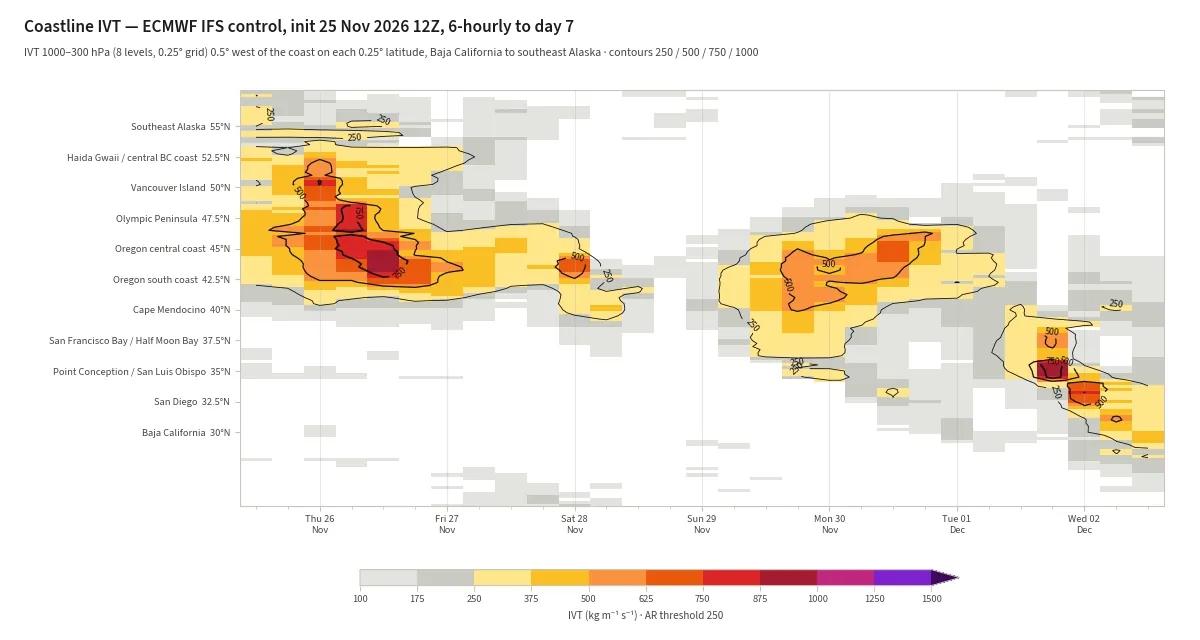 Coastline IVT — ECMWF IFS control, init 25 Nov 2026 12Z, 6-hourly to day 7
IVT 1000–300 hPa (8 levels, 0.25° grid) 0.5° west of the coast on each 0.25° latitude, Baja California to southeast Alaska · contours 250 / 500 / 750 / 1000
Southeast Alaska 55°N
Haida Gwaii / central BC coast 52.5°N
Vancouver Island 50°N
Olympic Peninsula 47.5°N
Oregon central coast 45°N
Oregon south coast 42.5°N
Cape Mendocino 40°N
San Francisco Bay / Half Moon Bay 37.5°N
Point Conception / San Luis Obispo 35°N
San Diego 32.5°N
Baja California 30°N
250
250
250
500
750
750
500
250
500
500
250
250
250
250
500
750
500
250
500
Thu 26 Fri 27 Sat 28 Sun 29 Mon 30 Tue 01 Wed 02
Nov Nov Nov Nov Nov Dec Dec
100 175 250 375 500 625 750 875 1000 1250 1500
IVT (kg m⁻¹ s⁻¹) · AR threshold 250